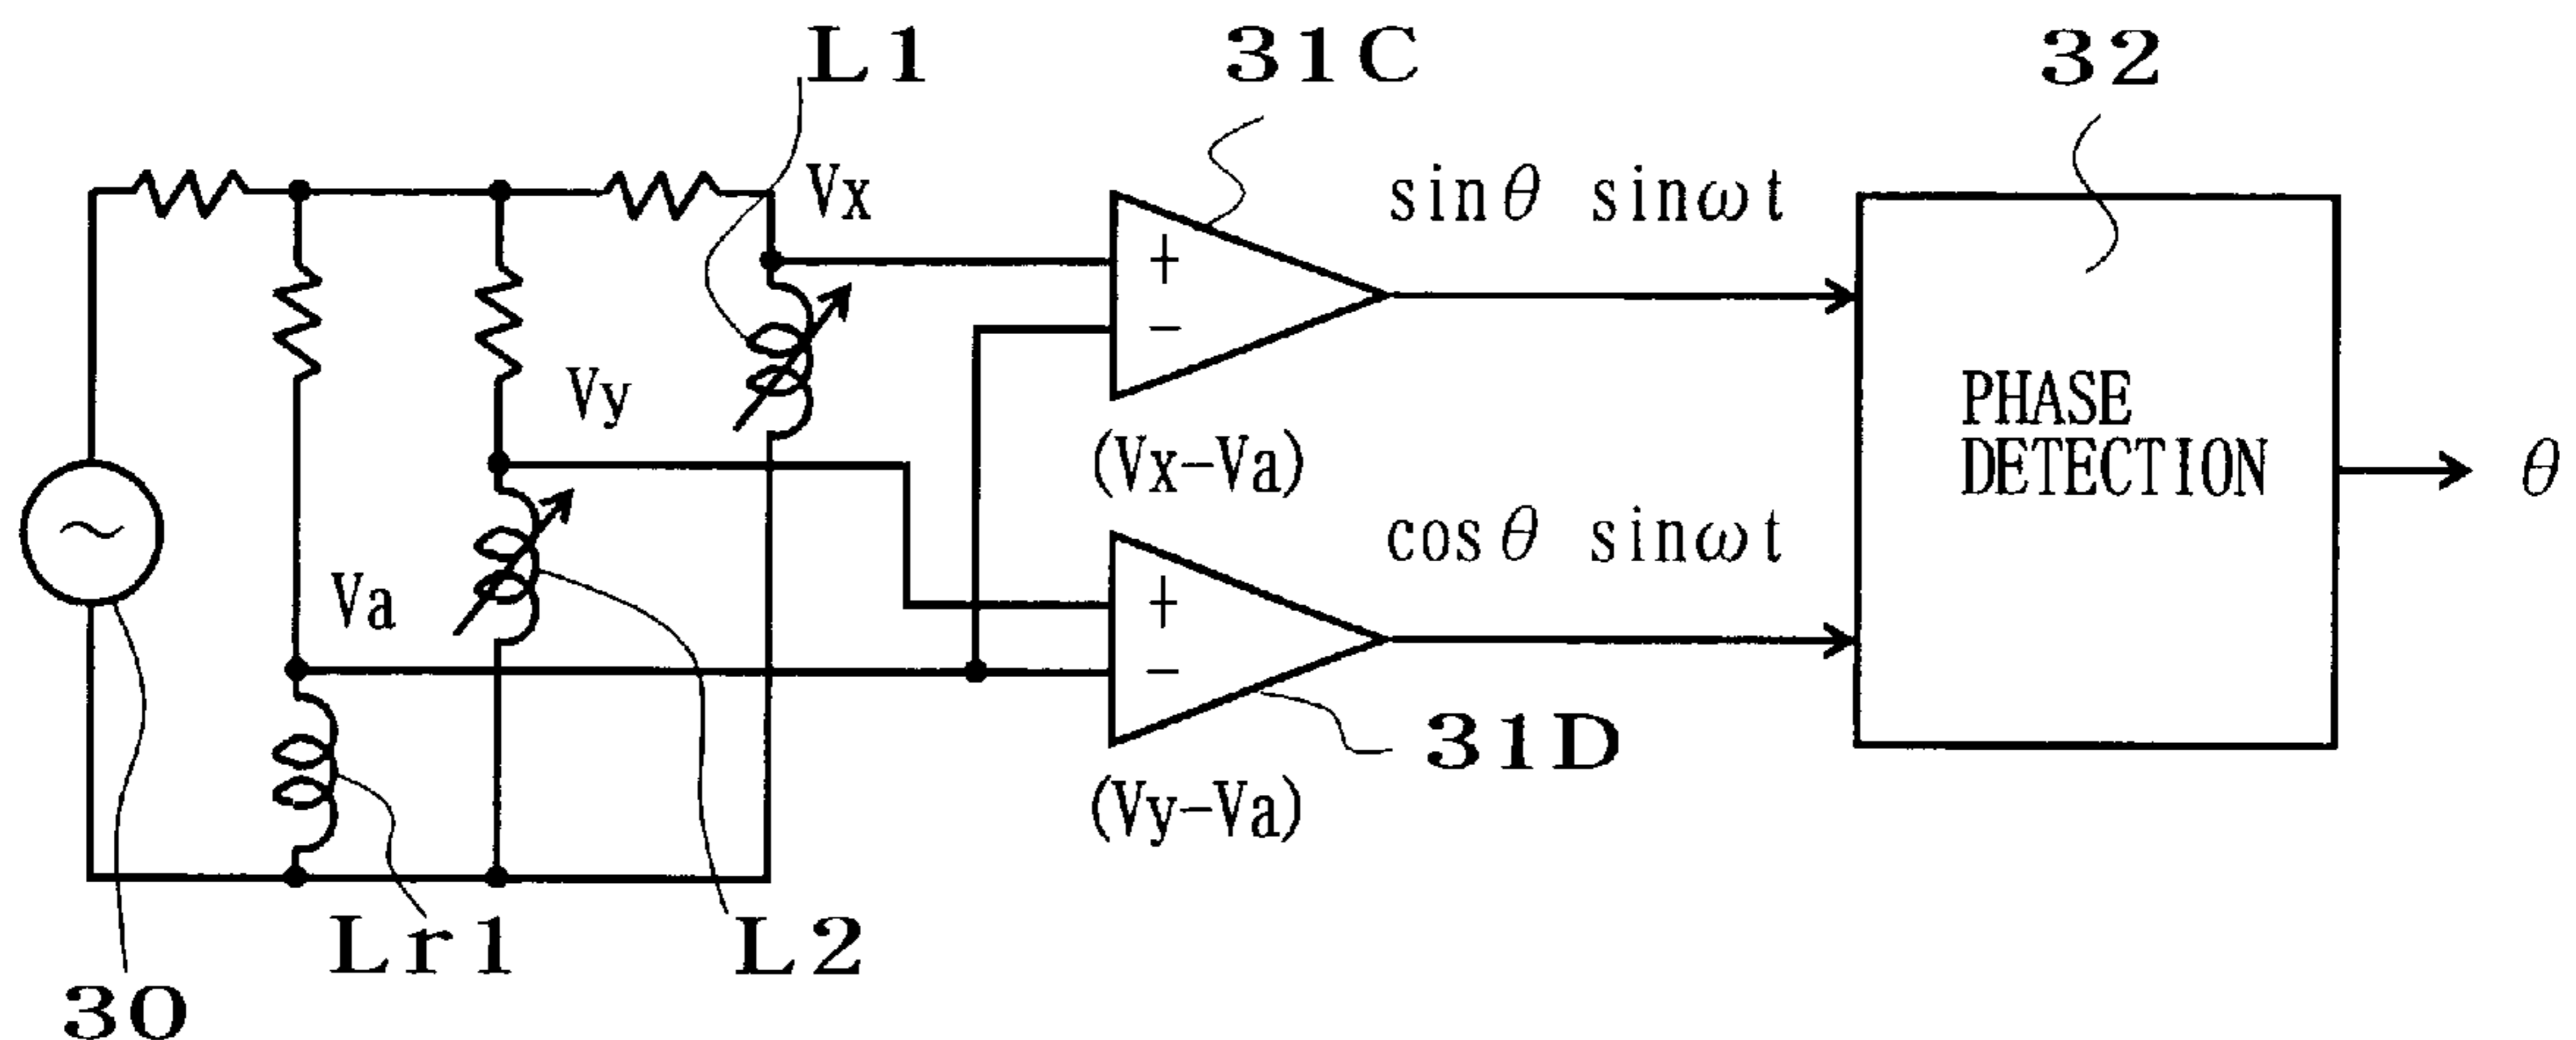 L1
31C
32
Vx
sinθ sinωt
+
−
Vy
PHASE
DETECTION
θ
(Vx−Va)
cosθ sinωt
~
Va
+
−
31D
(Vy−Va)
Lr1
L2
30